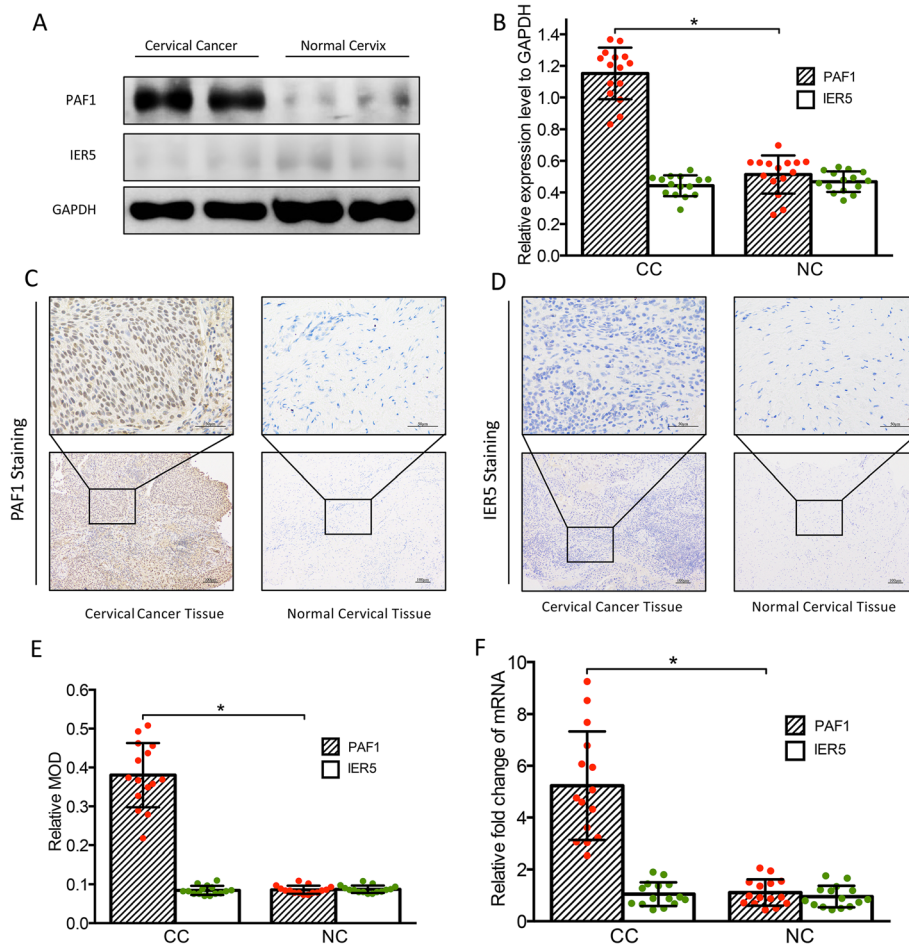 A
Cervical Cancer
Normal Cervix
PAF1
IER5
GAPDH
B
Relative expression level to GAPDH
1.4
1.2
1.0
0.8
0.6
0.4
0.2
0.0
*
PAF1
IER5
CC
NC
C
PAF1 Staining
Cervical Cancer Tissue
Normal Cervical Tissue
D
IER5 Staining
Cervical Cancer Tissue
Normal Cervical Tissue
E
Relative MOD
0.6
0.5
0.4
0.3
0.2
0.1
0.0
*
PAF1
IER5
CC
NC
F
Relative fold change of mRNA
10
8
6
4
2
0
*
PAF1
IER5
CC
NC